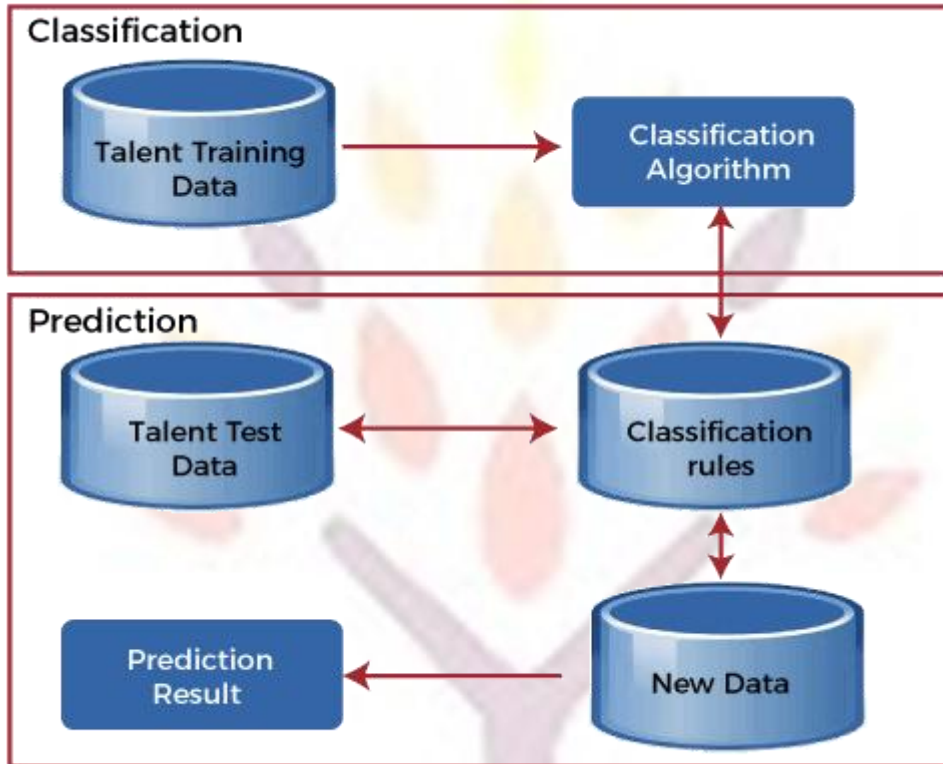 Classification
Talent Training
Data
Classification
Algorithm
Prediction
Talent Test
Data
Classification
rules
Prediction
Result
New Data